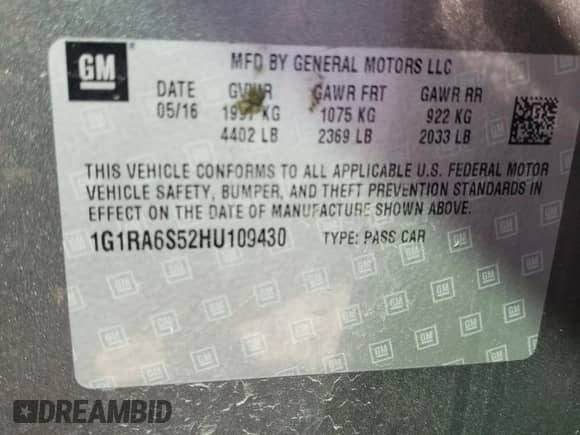 GM
MFD BY GENERAL MOTORS LLC
DATE GVWR GAWR FRT GAWR RR
05/16 1997 KG 1075 KG 922 KG
4402 LB 2369 LB 2033 LB
THIS VEHICLE CONFORMS TO ALL APPLICABLE U.S. FEDERAL MOTOR
VEHICLE SAFETY, BUMPER, AND THEFT PREVENTION STANDARDS IN
EFFECT ON THE DATE OF MANUFACTURE SHOWN ABOVE.
1G1RA6S52HU109430 TYPE: PASS CAR
DREAMBID